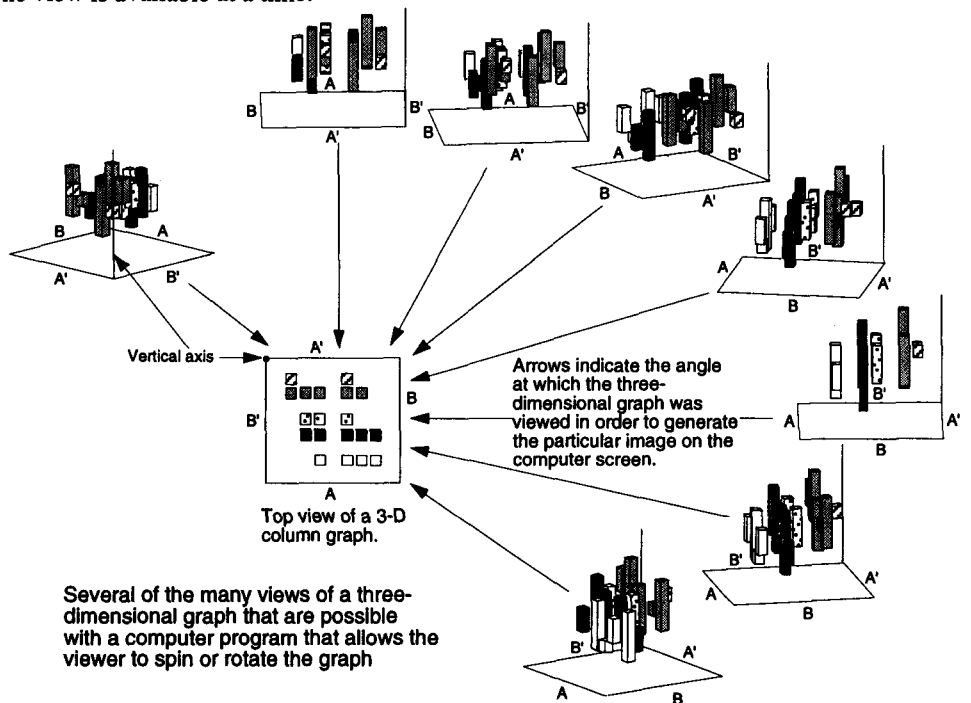 A
B
B'
A'
A
B
B'
A'
A
B'
B
A'
B
A
A'
B'
A
B'
A'
B
Vertical axis
A'
B
B'
A
Top view of a 3-D
column graph.
Arrows indicate the angle
at which the three-
dimensional graph was
viewed in order to generate
the particular image on the
computer screen.
B'
A
A'
B
B'
A'
A
B
Several of the many views of a three-
dimensional graph that are possible
with a computer program that allows the
viewer to spin or rotate the graph
B'
A'
A
B